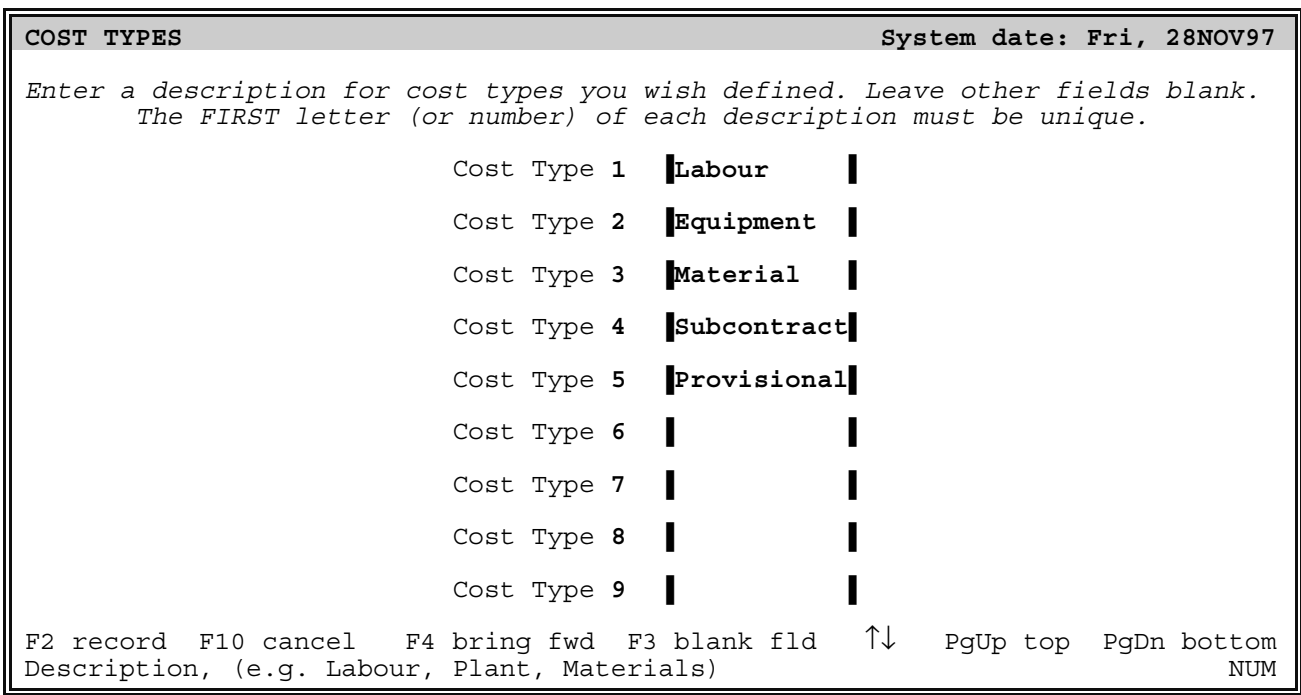 COST TYPES System date: Fri, 28NOV97
Enter a description for cost types you wish defined. Leave other fields blank.
The FIRST letter (or number) of each description must be unique.
Cost Type 1 Labour
Cost Type 2 Equipment
Cost Type 3 Material
Cost Type 4 Subcontract
Cost Type 5 Provisional
Cost Type 6
Cost Type 7
Cost Type 8
Cost Type 9
F2 record F10 cancel F4 bring fwd F3 blank fld ↑↓ PgUp top PgDn bottom
Description, (e.g. Labour, Plant, Materials) NUM